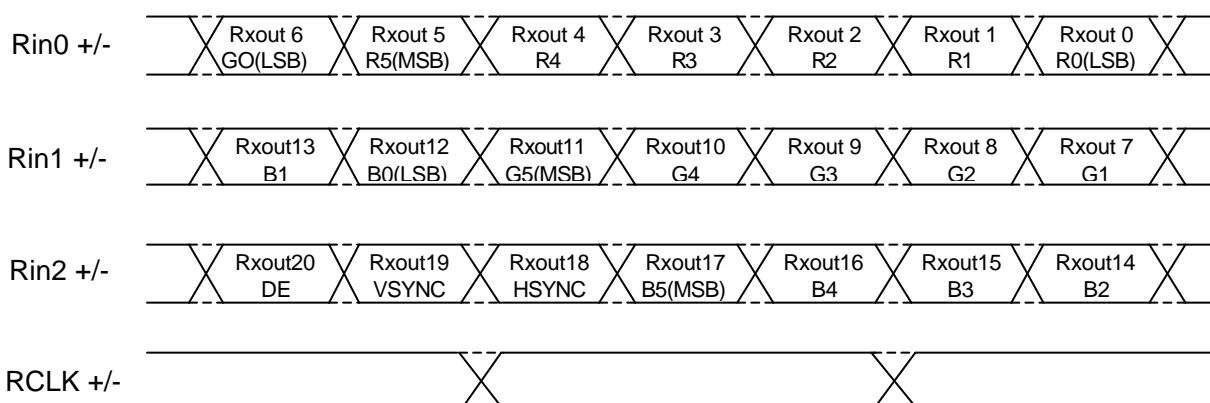 Rin0 +/-
Rxout 6 Rxout 5 Rxout 4 Rxout 3 Rxout 2 Rxout 1 Rxout 0
GO(LSB) R5(MSB) R4 R3 R2 R1 R0(LSB)
Rin1 +/-
Rxout13 Rxout12 Rxout11 Rxout10 Rxout 9 Rxout 8 Rxout 7
B1 B0(LSB) G5(MSB) G4 G3 G2 G1
Rin2 +/-
Rxout20 Rxout19 Rxout18 Rxout17 Rxout16 Rxout15 Rxout14
DE VSYNC HSYNC B5(MSB) B4 B3 B2
RCLK +/-